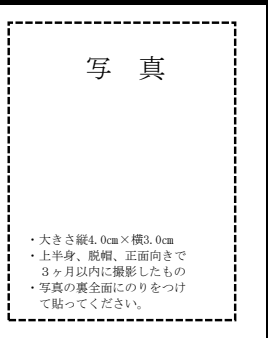 写　真
・大きさ縦4.0cm×横3.0cm
・上半身、脱帽、正面向きで
３ヶ月以内に撮影したもの
・写真の裏全面にのりをつけ
て貼ってください。